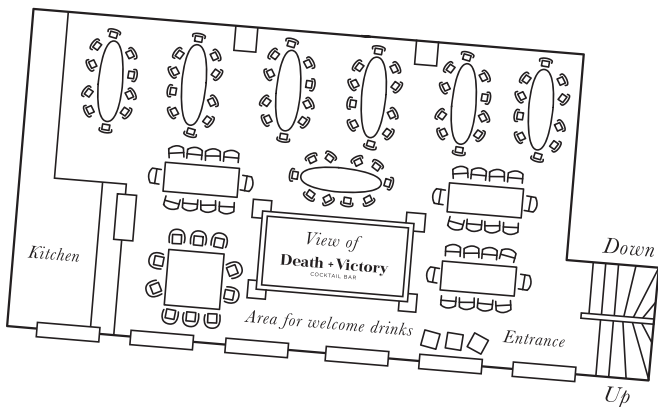 Down
View of
Death + Victory
COCKTAIL BAR
Kitchen
Area for welcome drinks
Entrance
Up